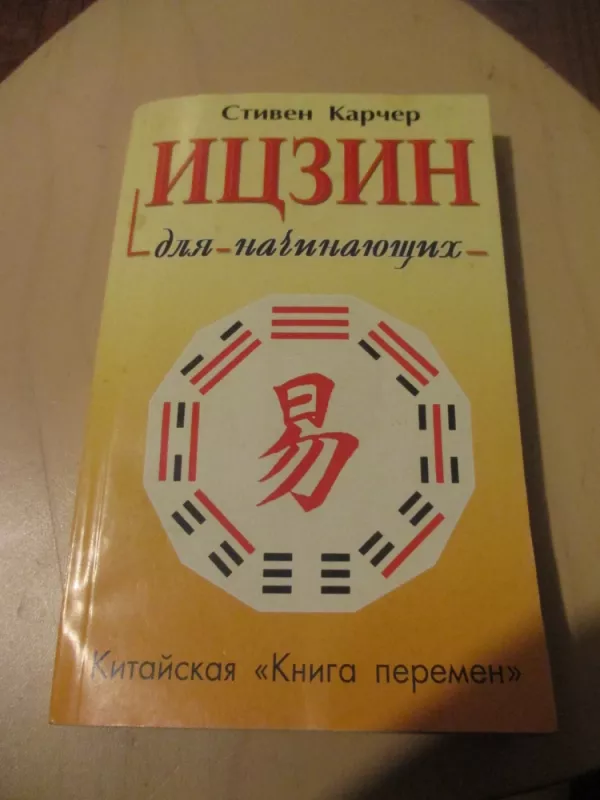 Стивен Карчер
ИЦЗИН
для начинающих
易
Китайская «Книга перемен»